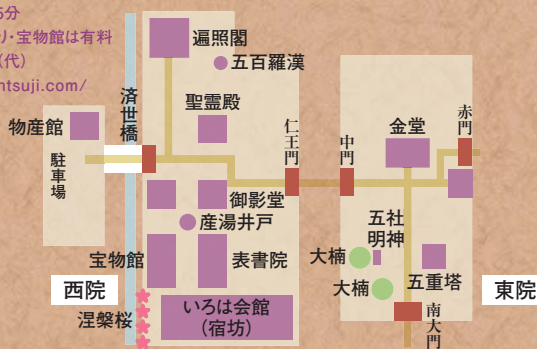 5分
り・宝物館は有料
(代)
ntsuji.com/
遍照閣
五百羅漢
済世橋
聖霊殿
物産館
駐車場
仁王門
中門
金堂
赤門
御影堂
産湯井戸
五社
明神
大楠
宝物館
表書院
大楠
五重塔
西院
東院
いろは会館
(宿坊)
涅槃桜
南大門